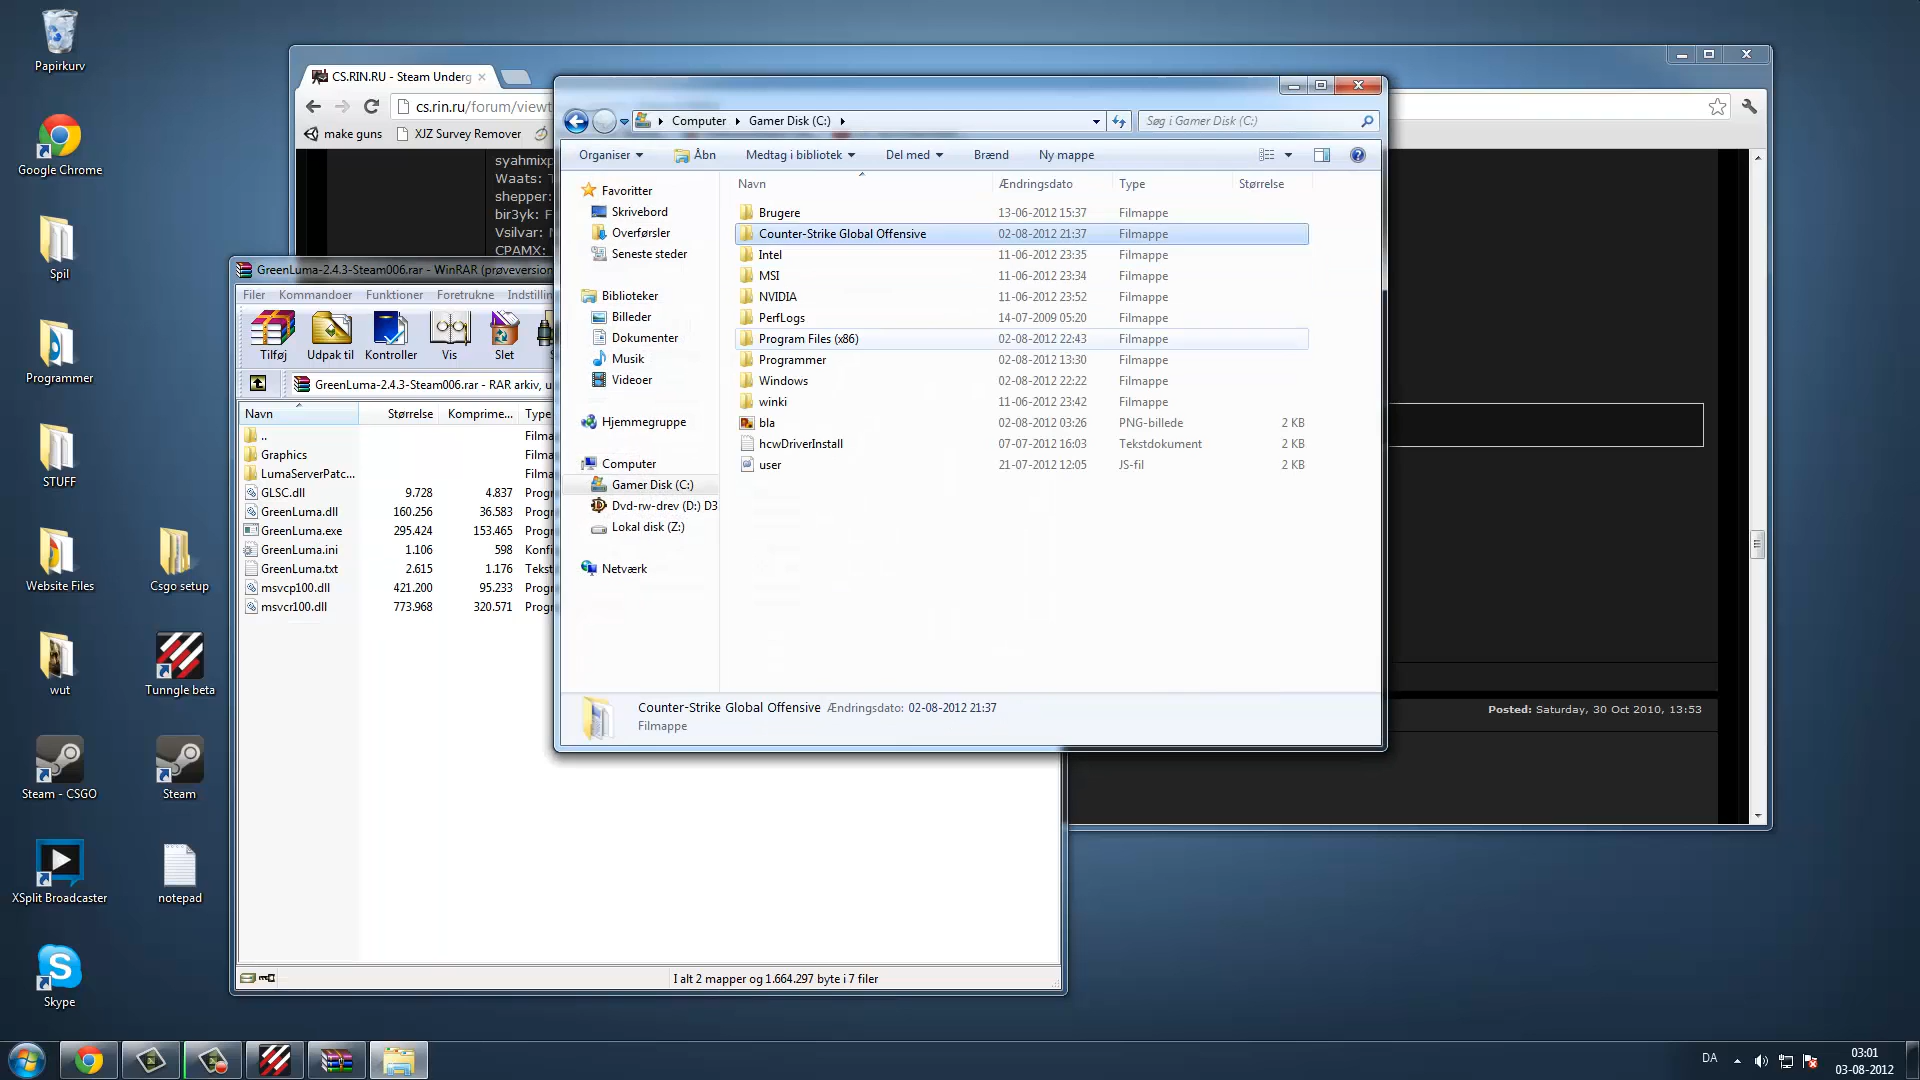 Papirkurv
Google Chrome
Spil
Programmer
STUFF
Website Files
Csgo setup
wut
Tunngle beta
Steam - CSGO
Steam
XSplit Broadcaster
notepad
Skype
CS.RIN.RU - Steam Underg
cs.rin.ru/forum/viewt
make guns
XJZ Survey Remover
syahmixp
Waats: T
shepper:
bir3yk: F
Vsilvar: N
CPAMX:
Posted: Saturday, 30 Oct 2010, 13:53
GreenLuma-2.4.3-Steam006.rar - WinRAR (prøveversion
Filer Kommandoer Funktioner Foretrukne Indstillin
Tilføj Udpak til Kontroller Vis Slet S
GreenLuma-2.4.3-Steam006.rar - RAR arkiv, u
Navn Størrelse Komprime... Type
.. Filma
Graphics Filma
LumaServerPatc... Filma
GLSC.dll 9.728 4.837 Progr
GreenLuma.dll 160.256 36.583 Progr
GreenLuma.exe 295.424 153.465 Progr
GreenLuma.ini 1.106 598 Konfi
GreenLuma.txt 2.615 1.176 Tekst
msvcp100.dll 421.200 95.233 Progr
msvcr100.dll 773.968 320.571 Progr
I alt 2 mapper og 1.664.297 byte i 7 filer
Computer Gamer Disk (C:)
Søg i Gamer Disk (C:)
Organiser Åbn Medtag i bibliotek Del med Brænd Ny mappe
Favoritter
Skrivebord
Overførsler
Seneste steder
Biblioteker
Billeder
Dokumenter
Musik
Videoer
Hjemmegruppe
Computer
Gamer Disk (C:)
Dvd-rw-drev (D:) D3
Lokal disk (Z:)
Netværk
Navn Ændringsdato Type Størrelse
Brugere 13-06-2012 15:37 Filmappe
Counter-Strike Global Offensive 02-08-2012 21:37 Filmappe
Intel 11-06-2012 23:35 Filmappe
MSI 11-06-2012 23:34 Filmappe
NVIDIA 11-06-2012 23:52 Filmappe
PerfLogs 14-07-2009 05:20 Filmappe
Program Files (x86) 02-08-2012 22:43 Filmappe
Programmer 02-08-2012 13:30 Filmappe
Windows 02-08-2012 22:22 Filmappe
winki 11-06-2012 23:42 Filmappe
bla 02-08-2012 03:26 PNG-billede 2 KB
hcwDriverInstall 07-07-2012 16:03 Tekstdokument 2 KB
user 21-07-2012 12:05 JS-fil 2 KB
Counter-Strike Global Offensive Ændringsdato: 02-08-2012 21:37
Filmappe
DA
03:01
03-08-2012